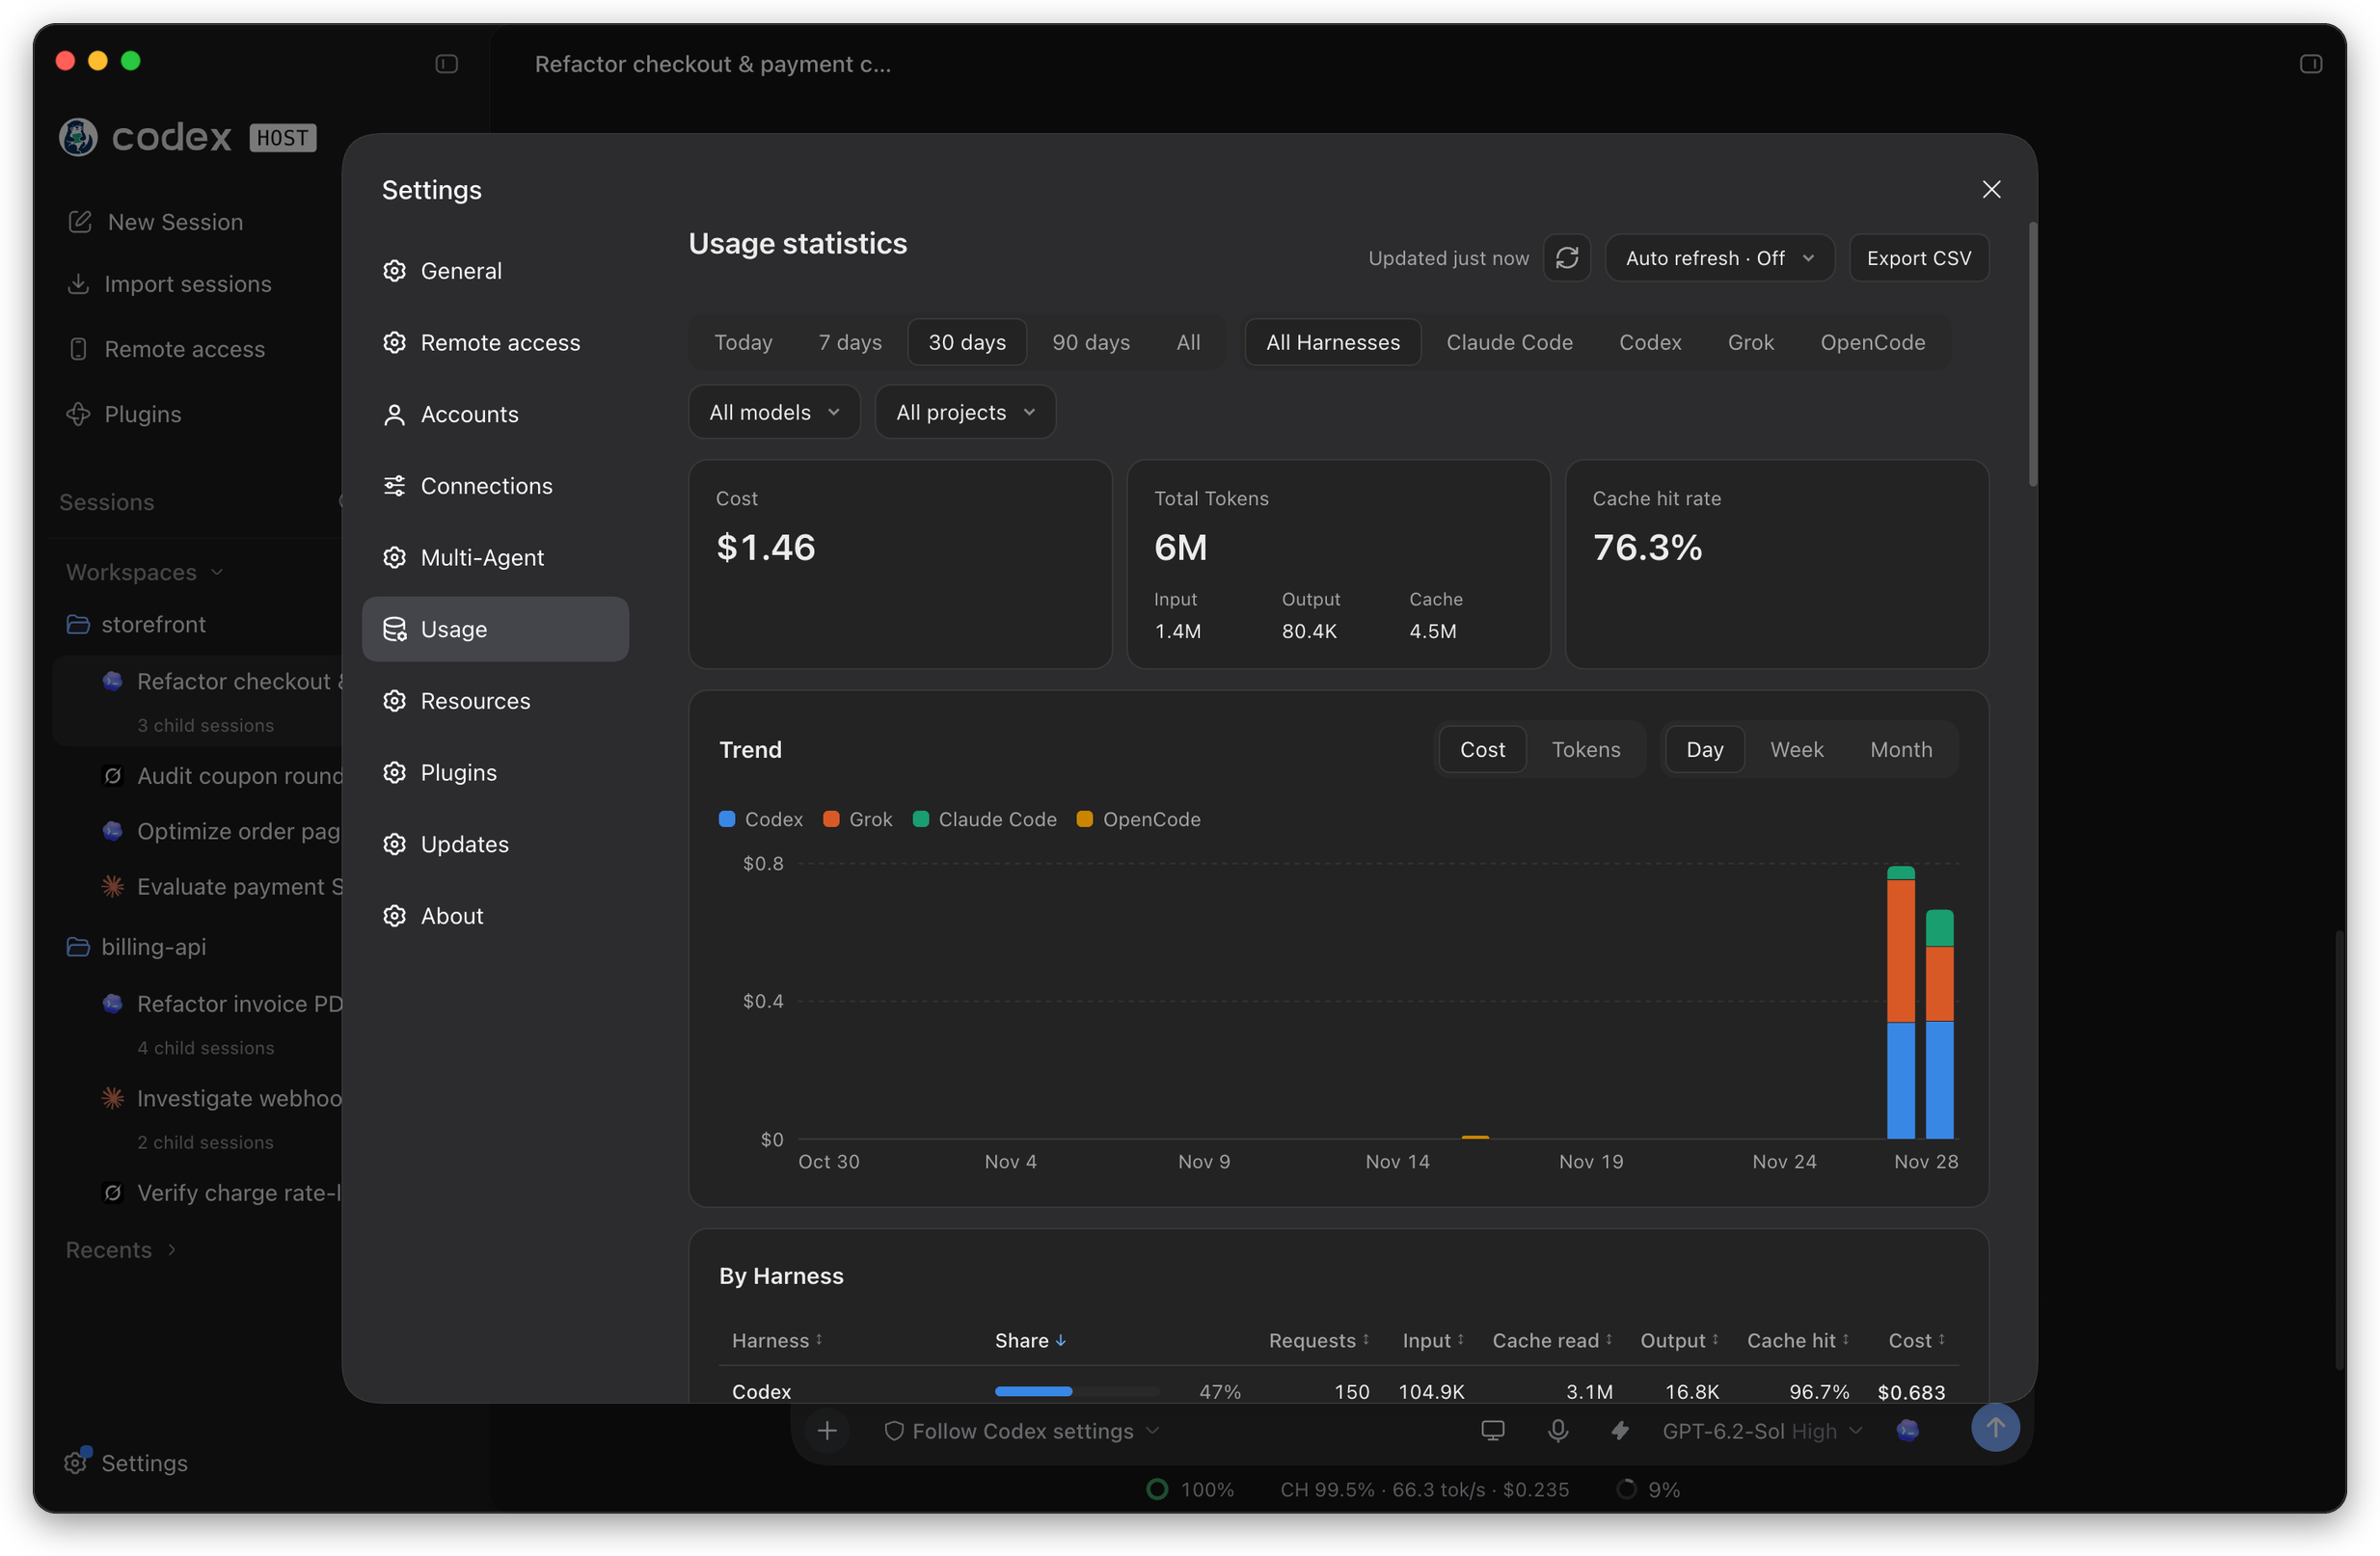 Refactor checkout & payment c...
codex HOST
New Session
Import sessions
Remote access
Plugins
Sessions
Workspaces
storefront
Refactor checkout &
3 child sessions
Audit coupon round
Optimize order pag
Evaluate payment S
billing-api
Refactor invoice PD
4 child sessions
Investigate webhoo
2 child sessions
Verify charge rate-l
Recents
Settings
Settings
General
Remote access
Accounts
Connections
Multi-Agent
Usage
Resources
Plugins
Updates
About
Usage statistics
Updated just now
Auto refresh · Off
Export CSV
Today 7 days 30 days 90 days All
All Harnesses Claude Code Codex Grok OpenCode
All models All projects
Cost
$1.46
Total Tokens
6M
Input Output Cache
1.4M 80.4K 4.5M
Cache hit rate
76.3%
Trend
Cost Tokens
Day Week Month
Codex Grok Claude Code OpenCode
$0.8
$0.4
$0
Oct 30 Nov 4 Nov 9 Nov 14 Nov 19 Nov 24 Nov 28
By Harness
Harness Share Requests Input Cache read Output Cache hit Cost
Codex 47% 150 104.9K 3.1M 16.8K 96.7% $0.683
Follow Codex settings GPT-6.2-Sol High
100% CH 99.5% · 66.3 tok/s · $0.235 9%